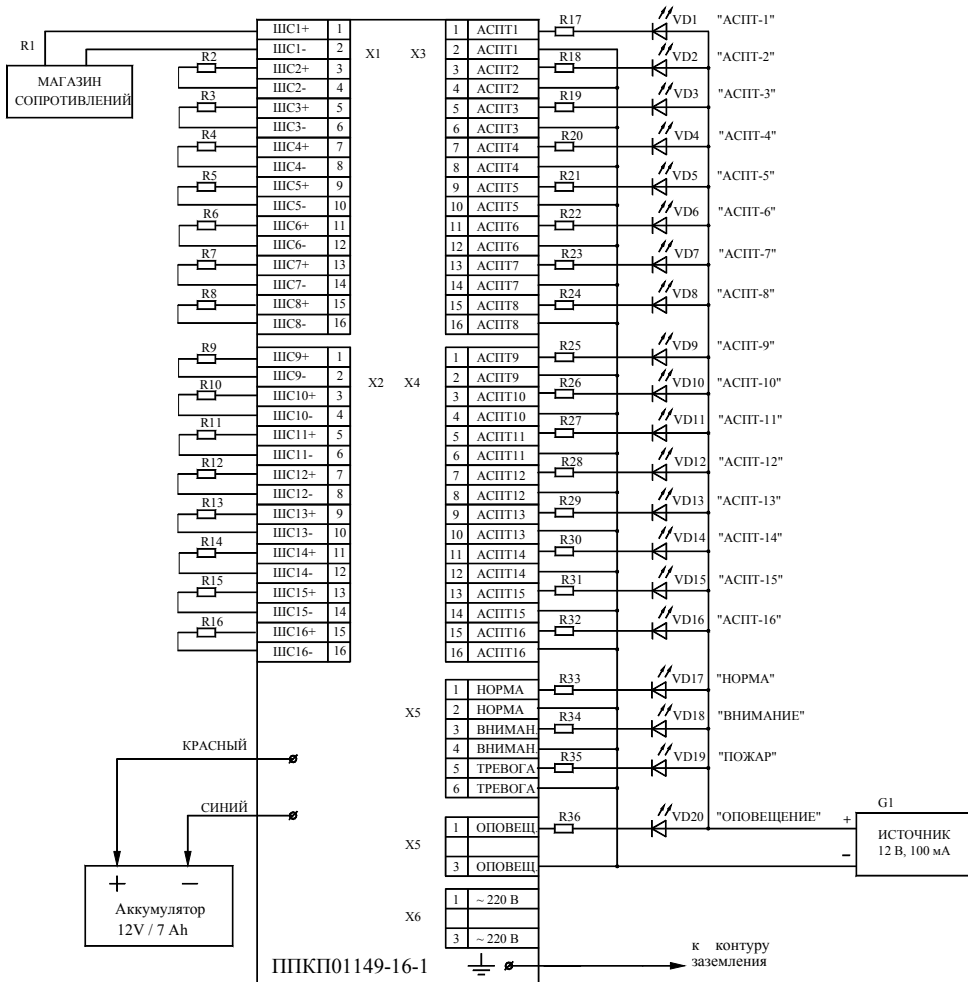 R1
МАГАЗИН
СОПРОТИВЛЕНИЙ
R2
R3
R4
R5
R6
R7
R8
R9
R10
R11
R12
R13
R14
R15
R16
ШС1+ 1
ШС1- 2
ШС2+ 3
ШС2- 4
ШС3+ 5
ШС3- 6
ШС4+ 7
ШС4- 8
ШС5+ 9
ШС5- 10
ШС6+ 11
ШС6- 12
ШС7+ 13
ШС7- 14
ШС8+ 15
ШС8- 16
X1 X3
ШС9+ 1
ШС9- 2
ШС10+ 3
ШС10- 4
ШС11+ 5
ШС11- 6
ШС12+ 7
ШС12- 8
ШС13+ 9
ШС13- 10
ШС14+ 11
ШС14- 12
ШС15+ 13
ШС15- 14
ШС16+ 15
ШС16- 16
X2 X4
1 АСПТ1 R17 VD1 "АСПТ-1"
2 АСПТ1
3 АСПТ2 R18 VD2 "АСПТ-2"
4 АСПТ2
5 АСПТ3 R19 VD3 "АСПТ-3"
6 АСПТ3
7 АСПТ4 R20 VD4 "АСПТ-4"
8 АСПТ4
9 АСПТ5 R21 VD5 "АСПТ-5"
10 АСПТ5
11 АСПТ6 R22 VD6 "АСПТ-6"
12 АСПТ6
13 АСПТ7 R23 VD7 "АСПТ-7"
14 АСПТ7
15 АСПТ8 R24 VD8 "АСПТ-8"
16 АСПТ8
1 АСПТ9 R25 VD9 "АСПТ-9"
2 АСПТ9
3 АСПТ10 R26 VD10 "АСПТ-10"
4 АСПТ10
5 АСПТ11 R27 VD11 "АСПТ-11"
6 АСПТ11
7 АСПТ12 R28 VD12 "АСПТ-12"
8 АСПТ12
9 АСПТ13 R29 VD13 "АСПТ-13"
10 АСПТ13
11 АСПТ14 R30 VD14 "АСПТ-14"
12 АСПТ14
13 АСПТ15 R31 VD15 "АСПТ-15"
14 АСПТ15
15 АСПТ16 R32 VD16 "АСПТ-16"
16 АСПТ16
X5
1 НОРМА R33 VD17 "НОРМА"
2 НОРМА
3 ВНИМАН. R34 VD18 "ВНИМАНИЕ"
4 ВНИМАН.
5 ТРЕВОГА R35 VD19 "ПОЖАР"
6 ТРЕВОГА
X5
1 ОПОВЕЩ. R36 VD20 "ОПОВЕЩЕНИЕ"
3 ОПОВЕЩ.
X6
1 ~ 220 В
3 ~ 220 В
G1
+
−
ИСТОЧНИК
12 В, 100 мА
КРАСНЫЙ
СИНИЙ
+ −
Аккумулятор
12V / 7 Ah
ППКП01149-16-1
к контуру
заземления